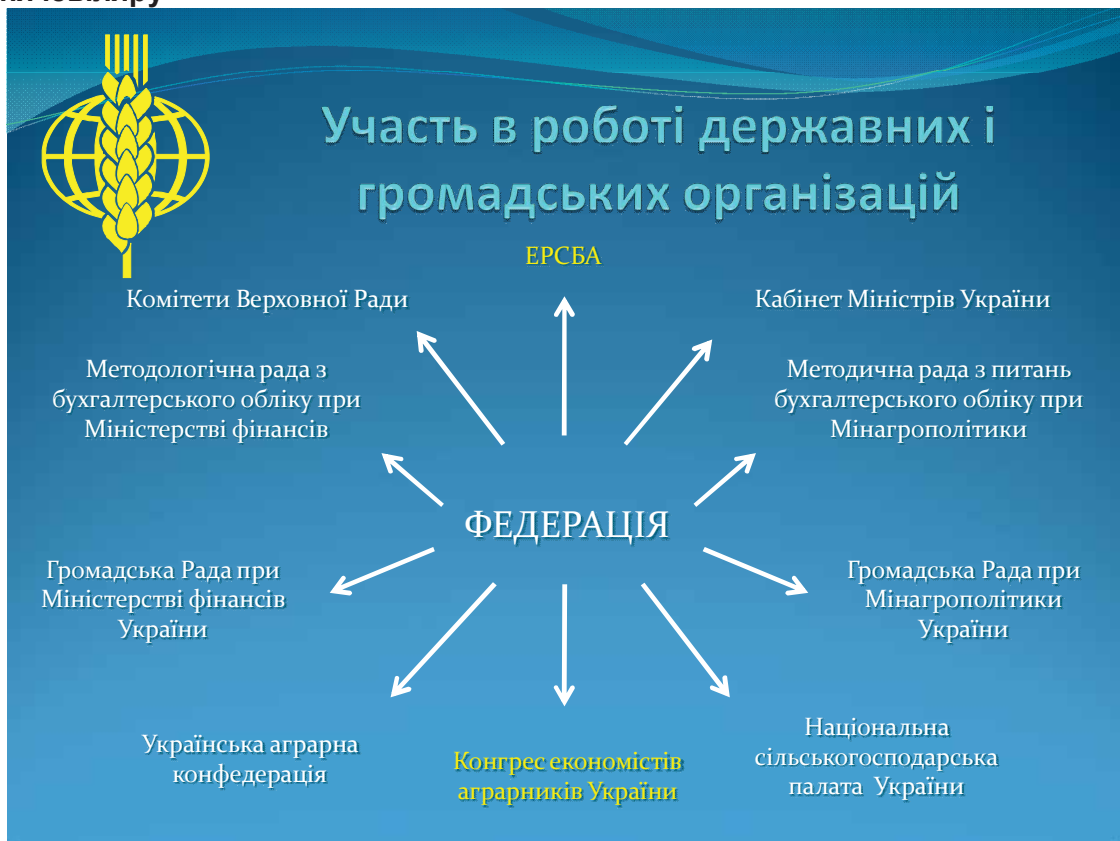 Участь в роботі державних і
громадських організацій
ЕРСБА
Комітети Верховної Ради
Кабінет Міністрів України
Методологічна рада з
бухгалтерського обліку при
Міністерстві фінансів
Методична рада з питань
бухгалтерського обліку при
Мінагрополітики
ФЕДЕРАЦІЯ
Громадська Рада при
Міністерстві фінансів
України
Громадська Рада при
Мінагрополітики
України
Українська аграрна
конфедерація
Конгрес економістів
аграрників України
Національна
сільськогосподарська
палата України